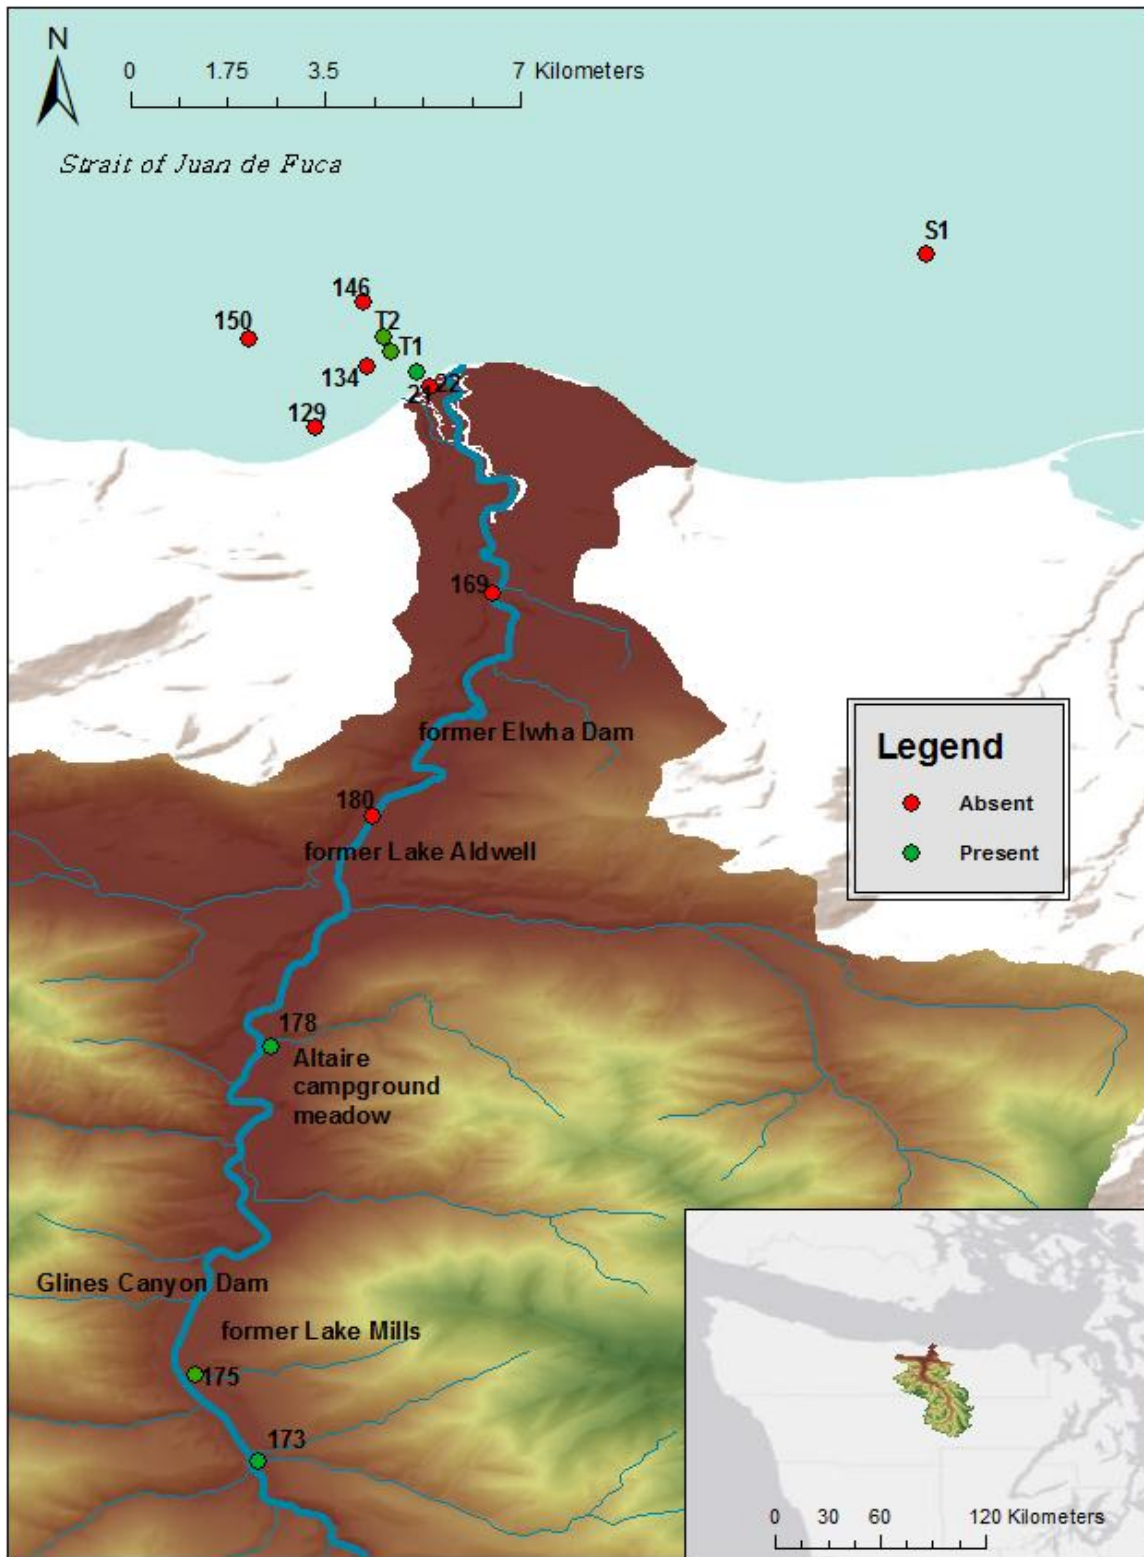 N
0 1.75 3.5 7 Kilometers
Strait of Juan de Fuca
S1
146
150
T2
T1
134
21
22
129
169
former Elwha Dam
Legend
Absent
Present
180
former Lake Aldwell
178
Altaire
campground
meadow
Glines Canyon Dam
former Lake Mills
175
173
0 30 60 120 Kilometers